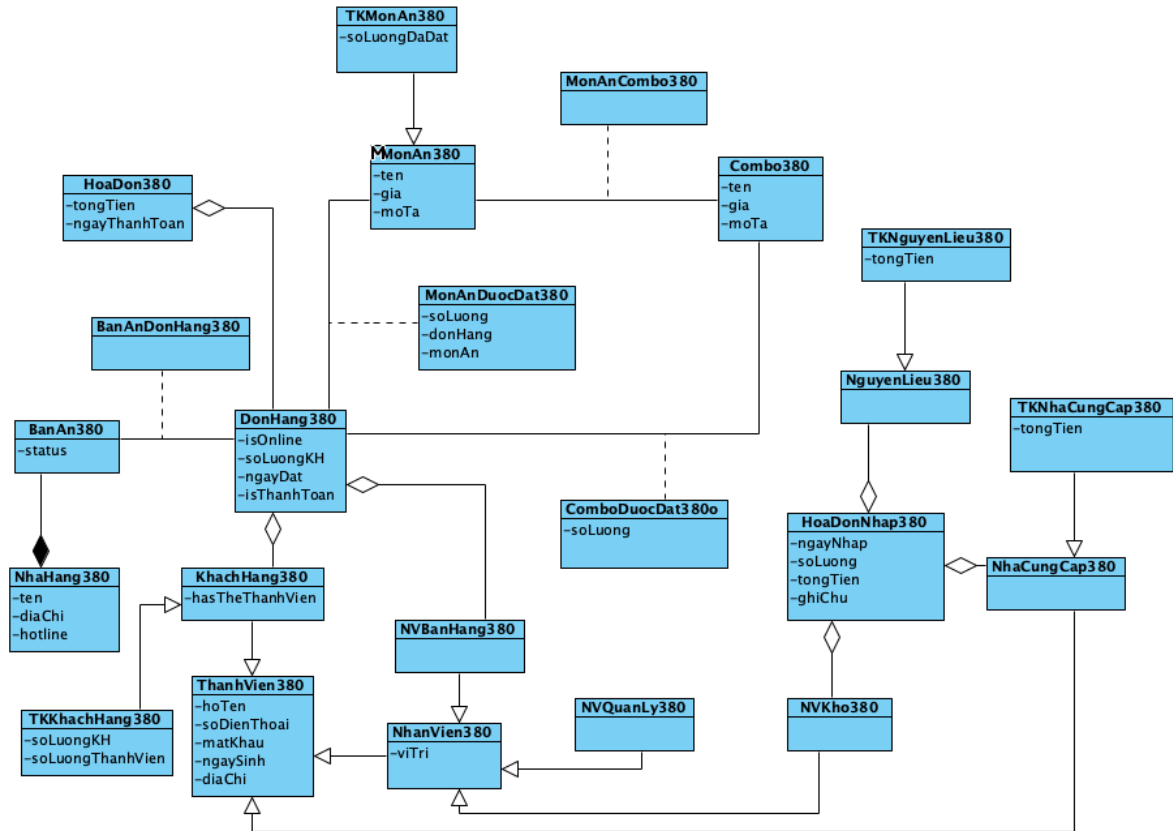 TKMonAn380
-soLuongDaDat
MonAnCombo380
MMonAn380
-ten
-gia
-moTa
Combo380
-ten
-gia
-moTa
HoaDon380
-tongTien
-ngayThanhToan
TKNguyenLieu380
-tongTien
MonAnDuocDat380
-soLuong
-donHang
-monAn
BanAnDonHang380
NguyenLieu380
TKNhaCungCap380
-tongTien
BanAn380
-status
DonHang380
-isOnline
-soLuongKH
-ngayDat
-isThanhToan
ComboDuocDat380o
-soLuong
HoaDonNhap380
-ngayNhap
-soLuong
-tongTien
-ghiChu
NhaCungCap380
NhaHang380
-ten
-diaChi
-hotline
KhachHang380
-hasTheThanhVien
NVBanHang380
ThanhVien380
-hoTen
-soDienThoai
-matKhau
-ngaySinh
-diaChi
NVQuanLy380
NVKho380
TKKhachHang380
-soLuongKH
-soLuongThanhVien
NhanVien380
-viTri